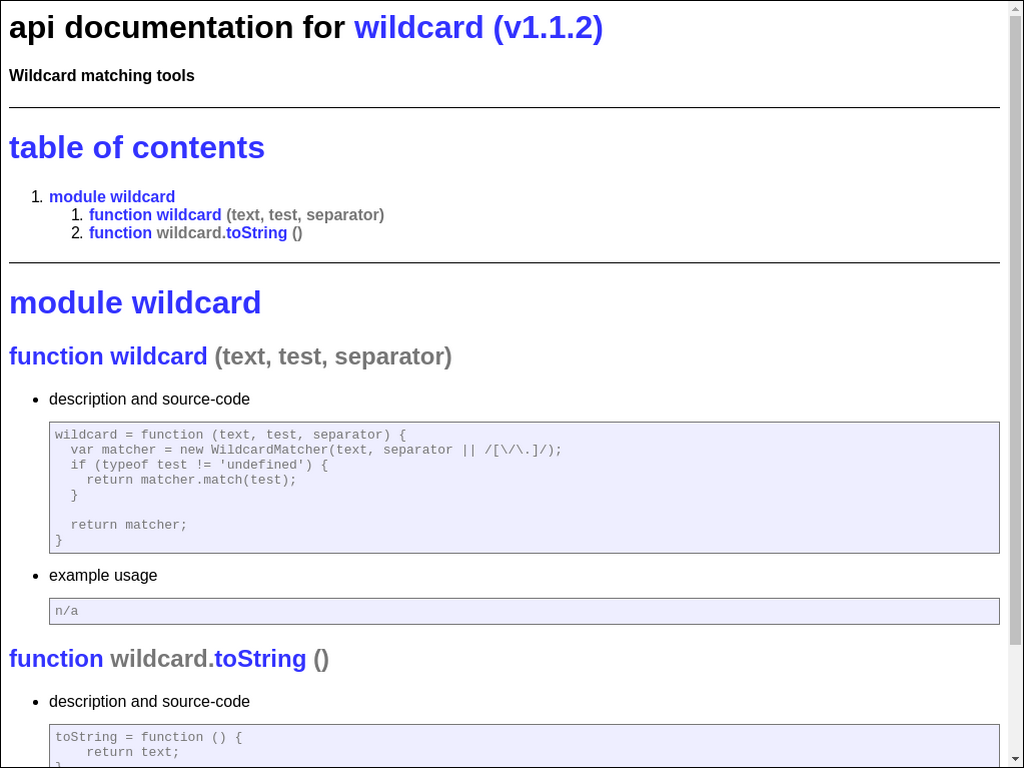 api documentation for wildcard (v1.1.2)
Wildcard matching tools
table of contents
1. module wildcard
1. function wildcard (text, test, separator)
2. function wildcard.toString ()
module wildcard
function wildcard (text, test, separator)
• description and source-code
wildcard = function (text, test, separator) {
  var matcher = new WildcardMatcher(text, separator || /[\/\.]/);
  if (typeof test != 'undefined') {
    return matcher.match(test);
  }
  return matcher;
}
• example usage
n/a
function wildcard.toString ()
• description and source-code
toString = function () {
    return text;
}